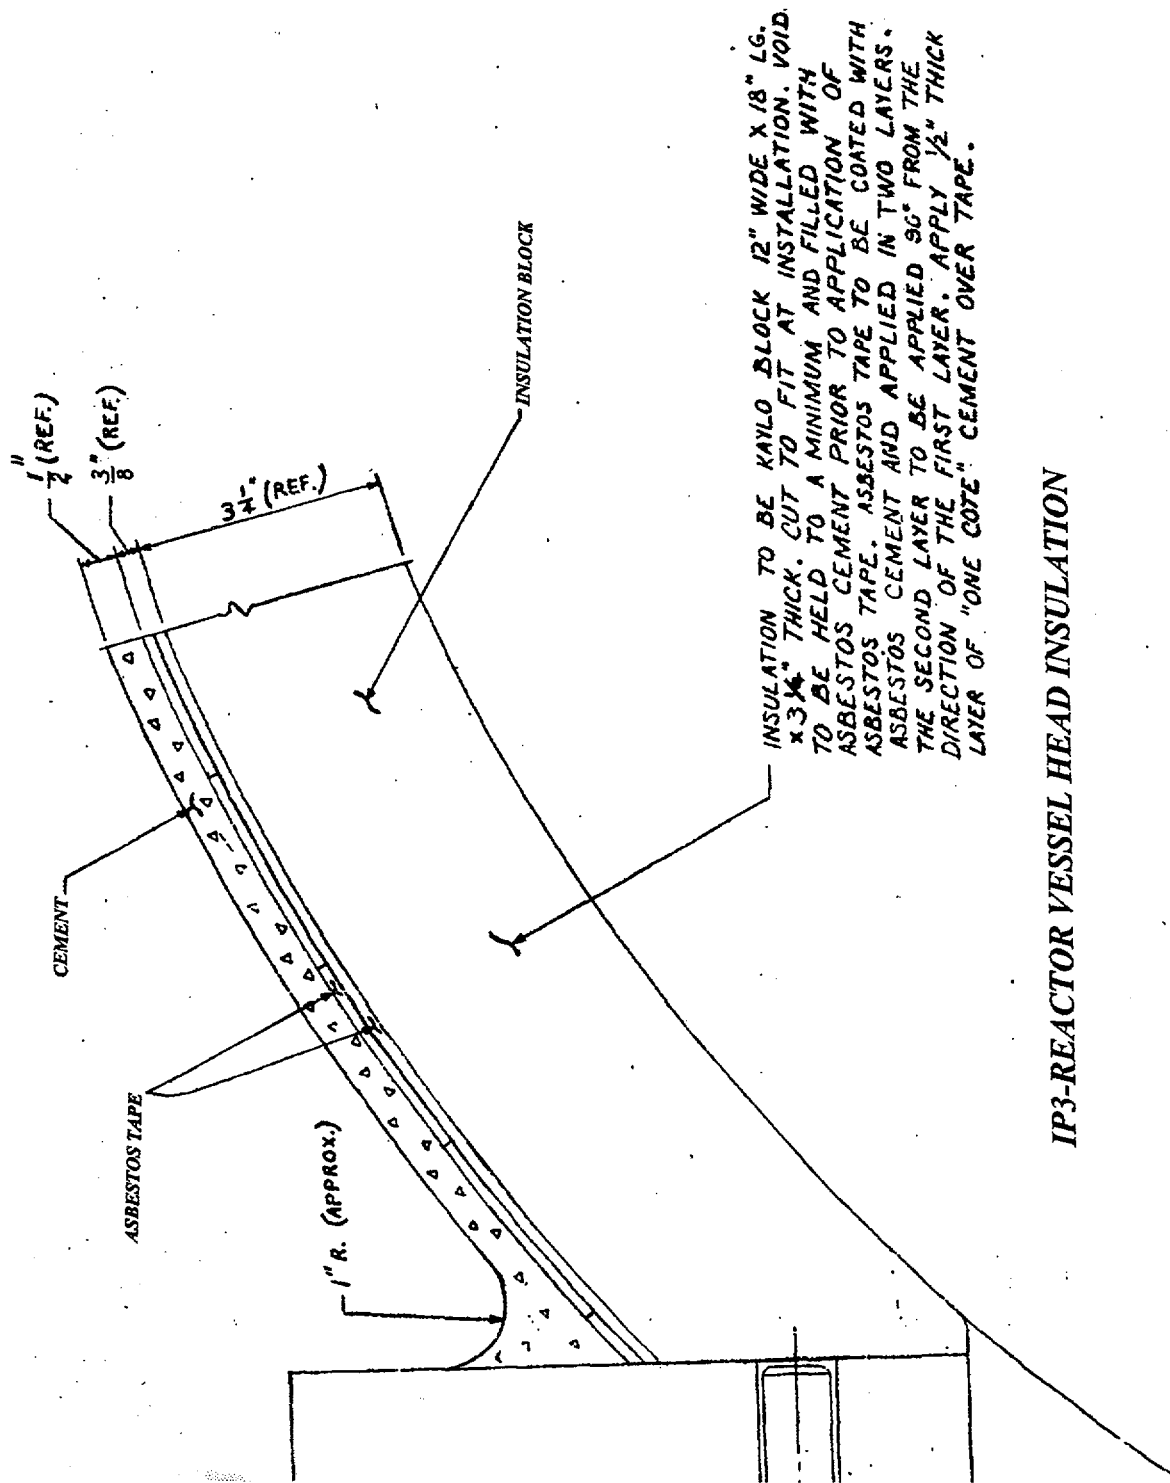 1"
2 (REF.)
3"
8 (REF.)
3 1/4" (REF.)
CEMENT
INSULATION BLOCK
ASBESTOS TAPE
1" R. (APPROX.)
INSULATION TO BE KAYLO BLOCK 12" WIDE X 18" LG.
X 3 1/4" THICK. CUT TO FIT AT INSTALLATION. VOID
TO BE HELD TO A MINIMUM AND FILLED WITH
ASBESTOS CEMENT PRIOR TO APPLICATION OF
ASBESTOS TAPE. ASBESTOS TAPE TO BE COATED WITH
ASBESTOS CEMENT AND APPLIED IN TWO LAYERS.
THE SECOND LAYER TO BE APPLIED 90° FROM THE
DIRECTION OF THE FIRST LAYER. APPLY 1/2" THICK
LAYER OF "ONE COTE" CEMENT OVER TAPE.
IP3-REACTOR VESSEL HEAD INSULATION